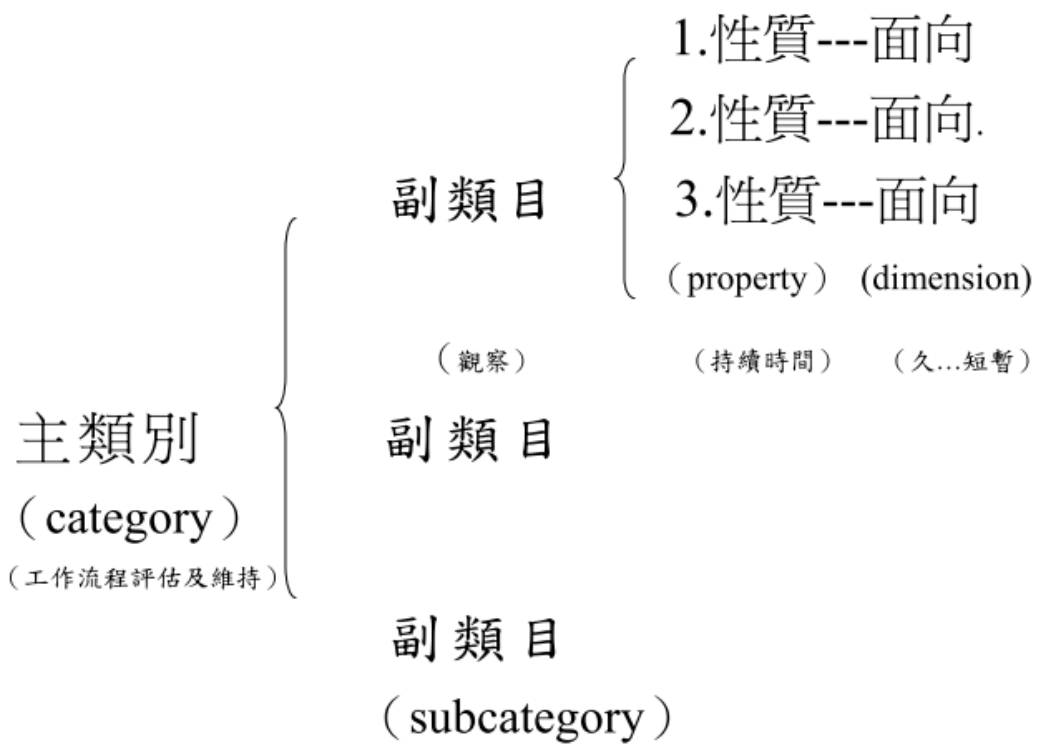 1.性質---面向
2.性質---面向.
3.性質---面向
（property） (dimension)
副類目
（觀察） （持續時間） （久...短暫）
主類別
（category）
（工作流程評估及維持）
副類目
副類目
（subcategory）